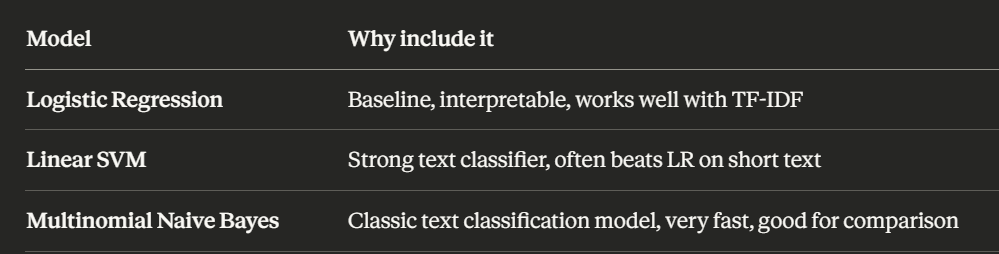 Model Why include it
Logistic Regression Baseline, interpretable, works well with TF-IDF
Linear SVM Strong text classifier, often beats LR on short text
Multinomial Naive Bayes Classic text classification model, very fast, good for comparison